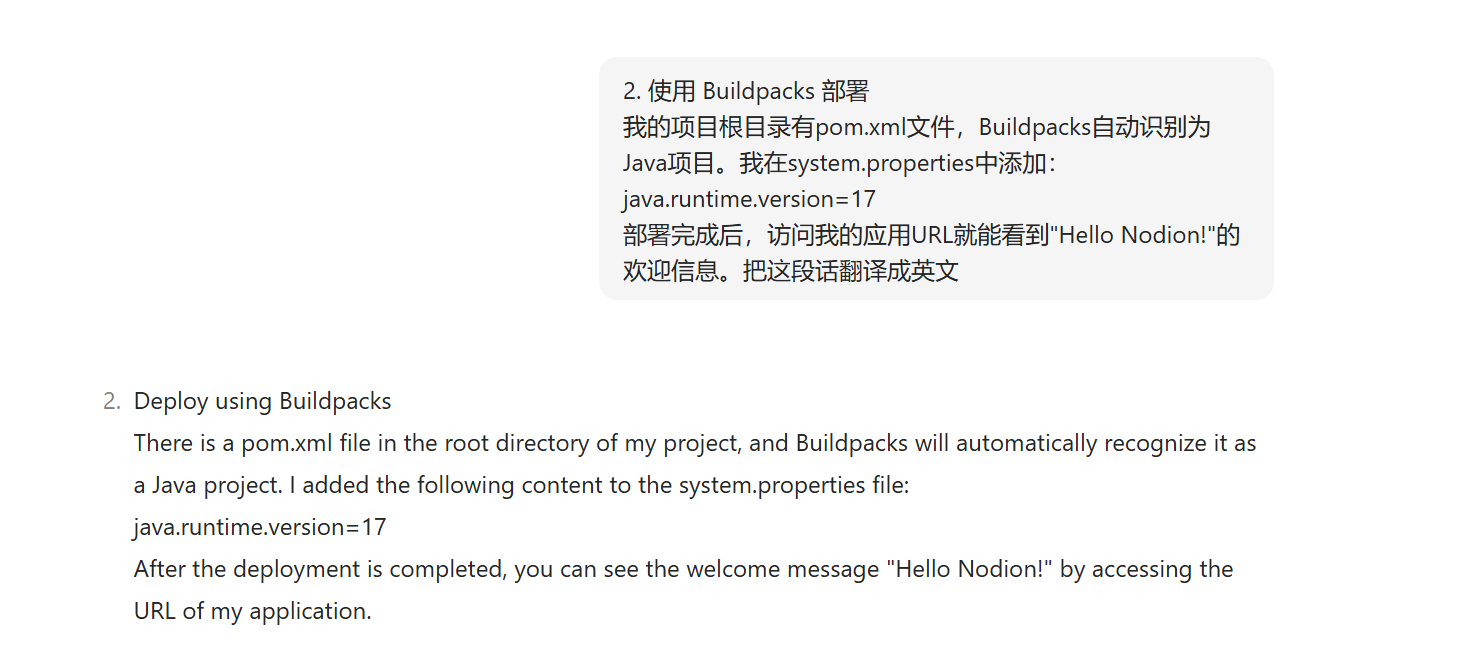 2. 使用 Buildpacks 部署
我的项目根目录有pom.xml文件，Buildpacks自动识别为
Java项目。我在system.properties中添加：
java.runtime.version=17
部署完成后，访问我的应用URL就能看到"Hello Nodion!"的
欢迎信息。把这段话翻译成英文
2. Deploy using Buildpacks
There is a pom.xml file in the root directory of my project, and Buildpacks will automatically recognize it as
a Java project. I added the following content to the system.properties file:
java.runtime.version=17
After the deployment is completed, you can see the welcome message "Hello Nodion!" by accessing the
URL of my application.